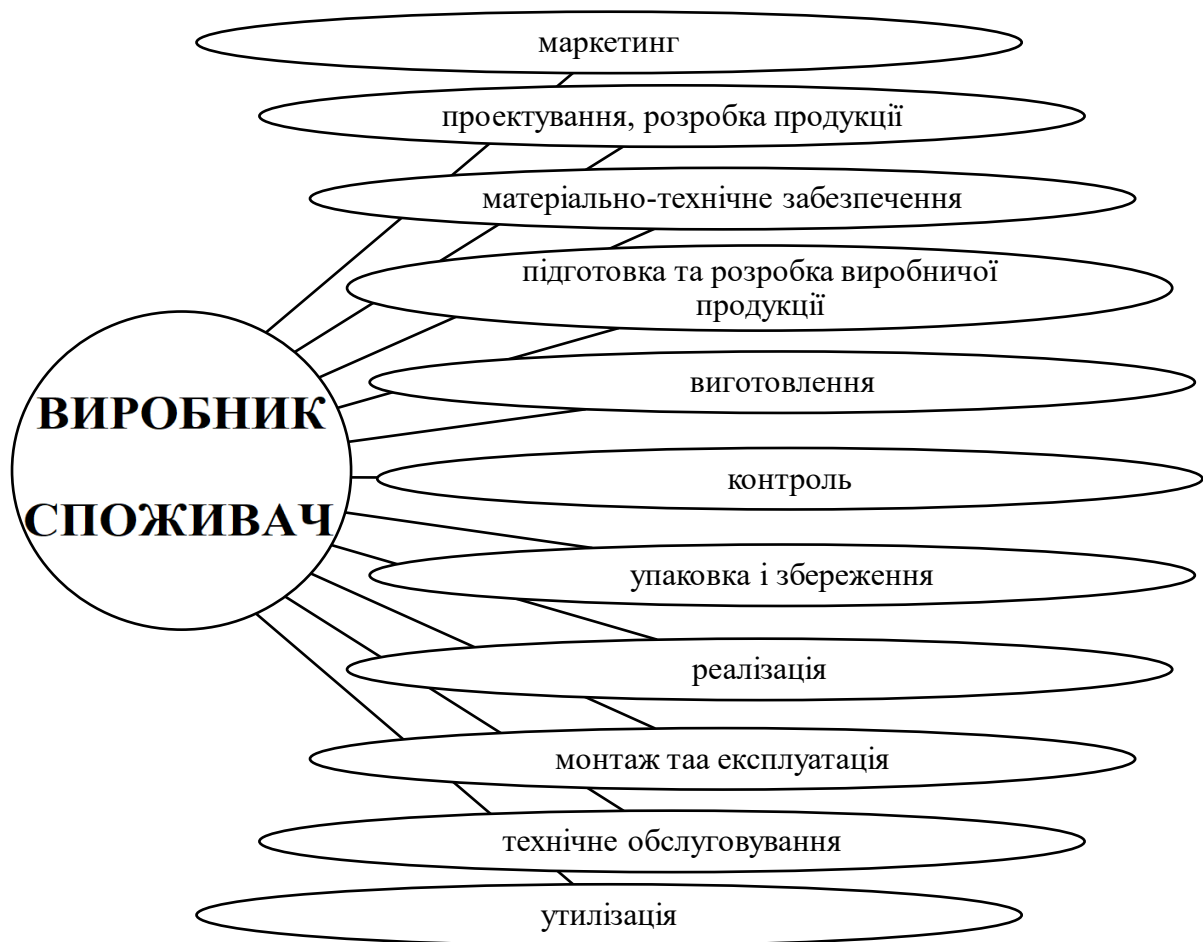 маркетинг
проектування, розробка продукції
матеріально-технічне забезпечення
підготовка та розробка виробничої
продукції
ВИРОБНИК
СПОЖИВАЧ
виготовлення
контроль
упаковка і збереження
реалізація
монтаж таа експлуатація
технічне обслуговування
утилізація